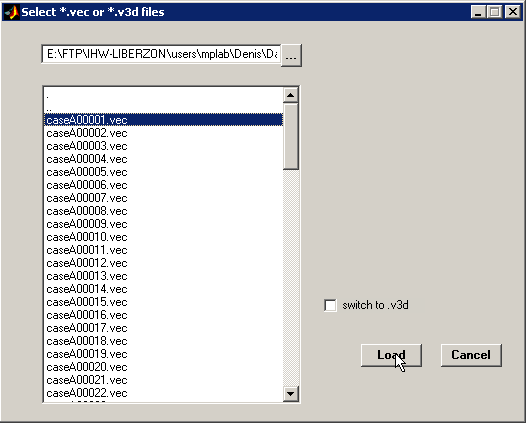 Select *.vec or *.v3d files
E:\FTP\IHW-LIBERZON\users\mplab\Denis\Da
...
.
..
caseA00001.vec
caseA00002.vec
caseA00003.vec
caseA00004.vec
caseA00005.vec
caseA00006.vec
caseA00007.vec
caseA00008.vec
caseA00009.vec
caseA00010.vec
caseA00011.vec
caseA00012.vec
caseA00013.vec
caseA00014.vec
caseA00015.vec
caseA00016.vec
caseA00017.vec
caseA00018.vec
caseA00019.vec
caseA00020.vec
caseA00021.vec
caseA00022.vec
switch to .v3d
Load
Cancel